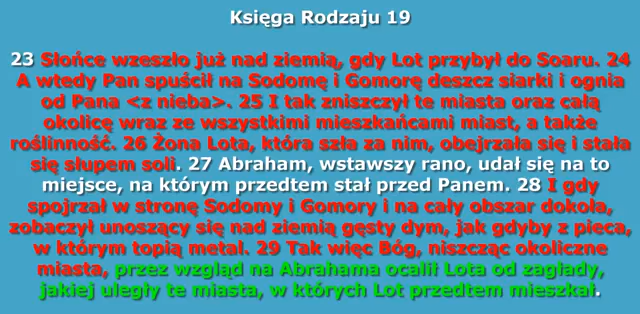 Księga Rodzaju 19
23 Słońce wzeszło już nad ziemią, gdy Lot przybył do Soaru. 24
A wtedy Pan spuścił na Sodomę i Gomorę deszcz siarki i ognia
od Pana <z nieba>. 25 I tak zniszczył te miasta oraz całą
okolicę wraz ze wszystkimi mieszkańcami miast, a także
roślinność. 26 Żona Lota, która szła za nim, obejrzała się i stała
się słupem soli. 27 Abraham, wstawszy rano, udał się na to
miejsce, na którym przedtem stał przed Panem. 28 I gdy
spojrzał w stronę Sodomy i Gomory i na cały obszar dokoła,
zobaczył unoszący się nad ziemią gęsty dym, jak gdyby z pieca,
w którym topią metal. 29 Tak więc Bóg, niszcząc okoliczne
miasta, przez wzgląd na Abrahama ocalił Lota od zagłady,
jakiej uległy te miasta, w których Lot przedtem mieszkał.